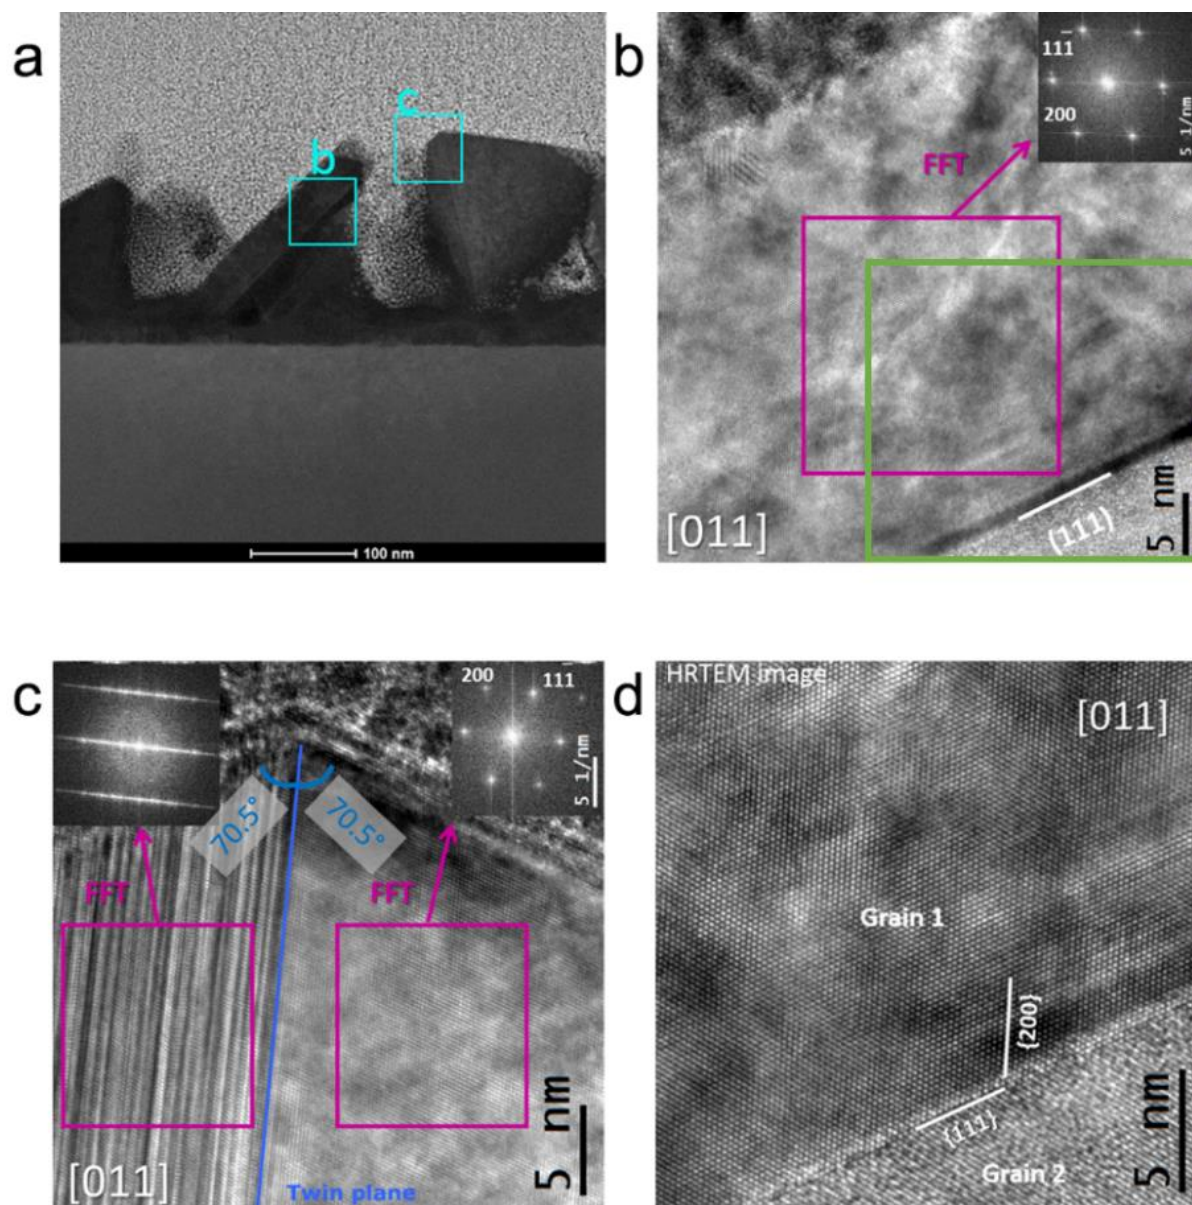 a
b
c
100 nm
b
111̅
200
5 1/nm
FFT
[011]
{111}
5 nm
c
200
1̅11
5 1/nm
70.5°
70.5°
FFT
FFT
[011]
Twin plane
5 nm
d
HRTEM image
[011]
Grain 1
{200}
{111}
Grain 2
5 nm